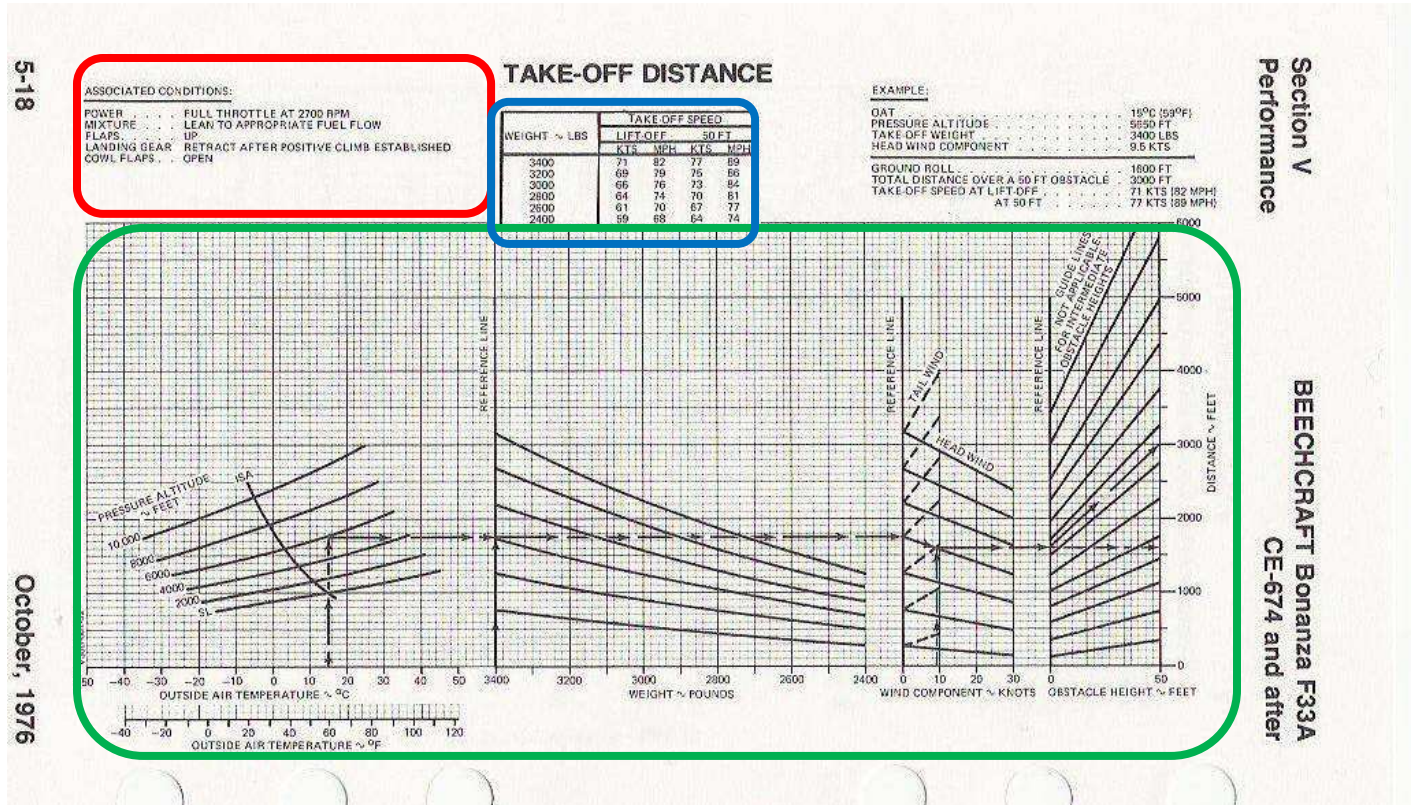 5-18
October, 1976
Section V
Performance
BEECHCRAFT Bonanza F33A
CE-674 and after
TAKE-OFF DISTANCE
ASSOCIATED CONDITIONS:
POWER . . . FULL THROTTLE AT 2700 RPM
MIXTURE . . . LEAN TO APPROPRIATE FUEL FLOW
FLAPS. . . . UP
LANDING GEAR RETRACT AFTER POSITIVE CLIMB ESTABLISHED
COWL FLAPS . . OPEN
TAKE-OFF SPEED
WEIGHT ~ LBS LIFT-OFF 50 FT
KTS MPH KTS MPH
3400 71 82 77 89
3200 69 79 75 86
3000 66 76 73 84
2800 64 74 70 81
2600 61 70 67 77
2400 59 68 64 74
EXAMPLE:
OAT . . . . . . . . . . . . 15°C (59°F)
PRESSURE ALTITUDE . . . . . . . . 5650 FT
TAKE-OFF WEIGHT . . . . . . . . . 3400 LBS
HEAD WIND COMPONENT . . . . . . . 9.5 KTS
GROUND ROLL . . . . . . . . . . 1600 FT
TOTAL DISTANCE OVER A 50 FT OBSTACLE . 3000 FT
TAKE-OFF SPEED AT LIFT-OFF . . . . . . 71 KTS (82 MPH)
AT 50 FT . . . . . . 77 KTS (89 MPH)
PRESSURE ALTITUDE
~ FEET
ISA
10,000
8000
6000
4000
2000
SL
REFERENCE LINE
REFERENCE LINE
TAIL WIND
HEAD WIND
REFERENCE LINE
GUIDE LINES
NOT APPLICABLE
FOR INTERMEDIATE
OBSTACLE HEIGHTS
6000
5000
4000
3000
2000
1000
0
DISTANCE ~ FEET
50 -40 -30 -20 -10 0 10 20 30 40 50
OUTSIDE AIR TEMPERATURE ~ °C
-40 -20 0 20 40 60 80 100 120
OUTSIDE AIR TEMPERATURE ~ °F
3400 3200 3000 2800 2600 2400
WEIGHT ~ POUNDS
0 10 20 30
WIND COMPONENT ~ KNOTS
0 50
OBSTACLE HEIGHT ~ FEET